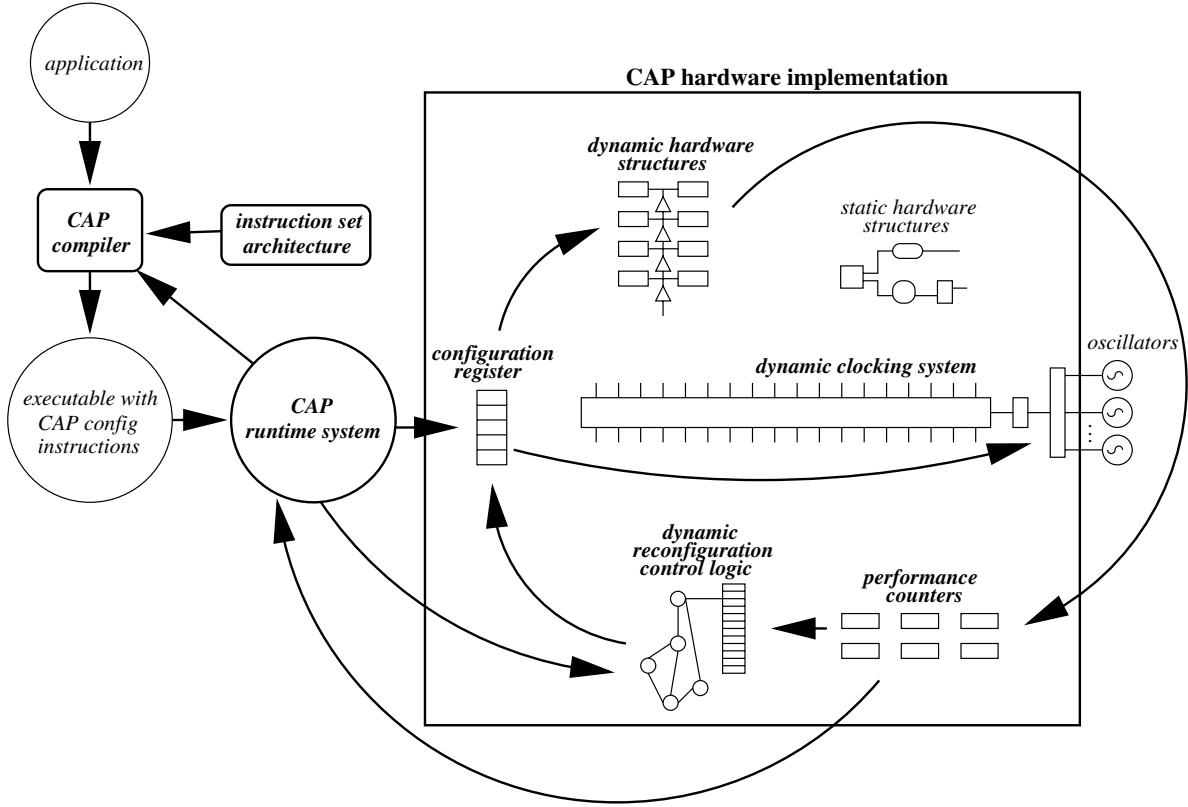 application
CAP hardware implementation
dynamic hardware
structures
static hardware
structures
CAP
compiler
instruction set
architecture
configuration
register
dynamic clocking system
oscillators
executable with
CAP config
instructions
CAP
runtime system
dynamic
reconfiguration
control logic
performance
counters